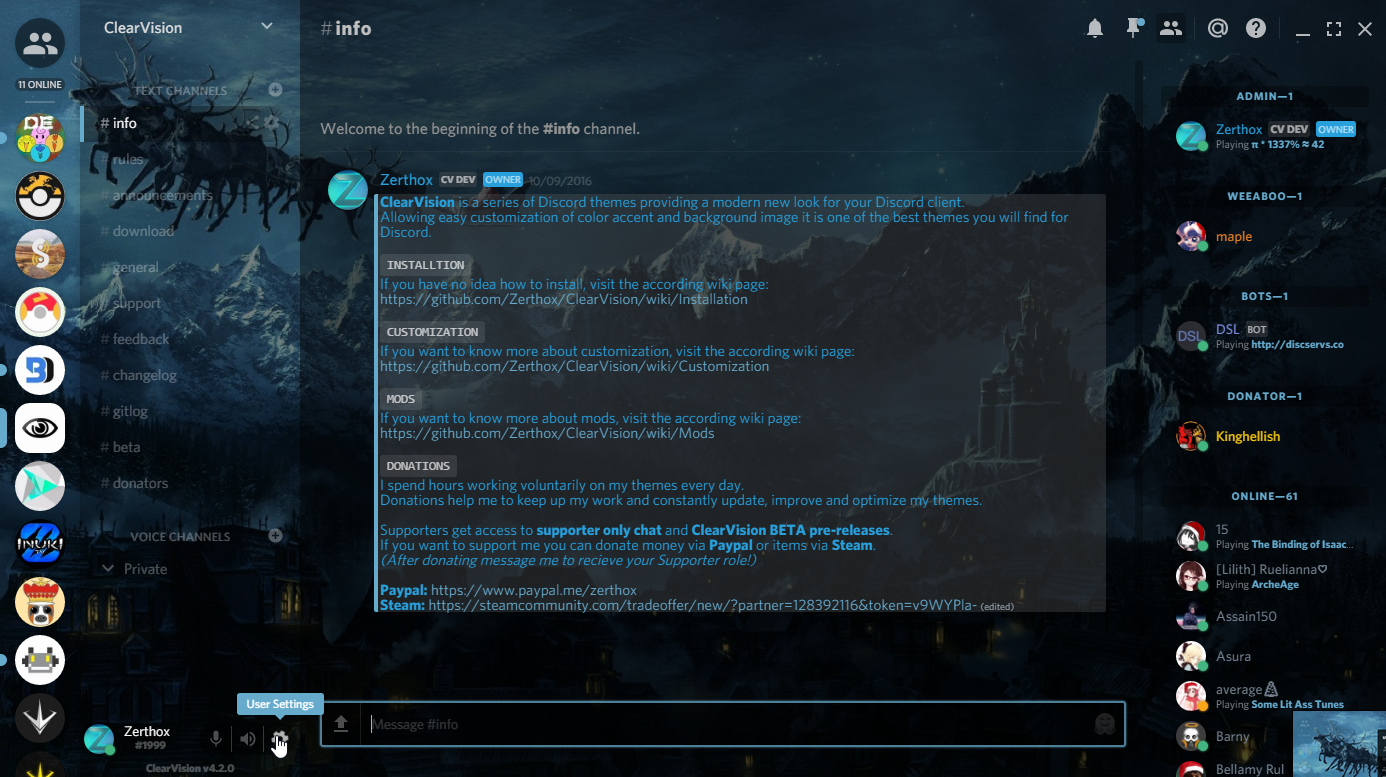 ClearVision
#info
11 ONLINE
TEXT CHANNELS
# info
# rules
# announcements
# download
# general
# support
# feedback
# changelog
# gitlog
# beta
# donators
VOICE CHANNELS
Private
DE
INUKI
User Settings
Zerthox
#1999
ClearVision v4.2.0
Welcome to the beginning of the #info channel.
Zerthox CV DEV OWNER 10/09/2016
ClearVision is a series of Discord themes providing a modern new look for your Discord client.
Allowing easy customization of color accent and background image it is one of the best themes you will find for
Discord.
INSTALLTION
If you have no idea how to install, visit the according wiki page:
https://github.com/Zerthox/ClearVision/wiki/Installation
CUSTOMIZATION
If you want to know more about customization, visit the according wiki page:
https://github.com/Zerthox/ClearVision/wiki/Customization
MODS
If you want to know more about mods, visit the according wiki page:
https://github.com/Zerthox/ClearVision/wiki/Mods
DONATIONS
I spend hours working voluntarily on my themes every day.
Donations help me to keep up my work and constantly update, improve and optimize my themes.
Supporters get access to supporter only chat and ClearVision BETA pre-releases.
If you want to support me you can donate money via Paypal or items via Steam.
(After donating message me to recieve your Supporter role!)
Paypal: https://www.paypal.me/zerthox
Steam: https://steamcommunity.com/tradeoffer/new/?partner=128392116&token=v9WYPla- (edited)
Message #info
ADMIN—1
Zerthox CV DEV OWNER
Playing π * 1337% ≈ 42
WEEABOO—1
maple
BOTS—1
DSL
DSL BOT
Playing http://discservs.co
DONATOR—1
Kinghellish
ONLINE—61
15
Playing The Binding of Isaac...
[Lilith] Ruelianna♡
Playing ArcheAge
Assain150
Asura
average
Playing Some Lit Ass Tunes
Barny
Bellamy Rul